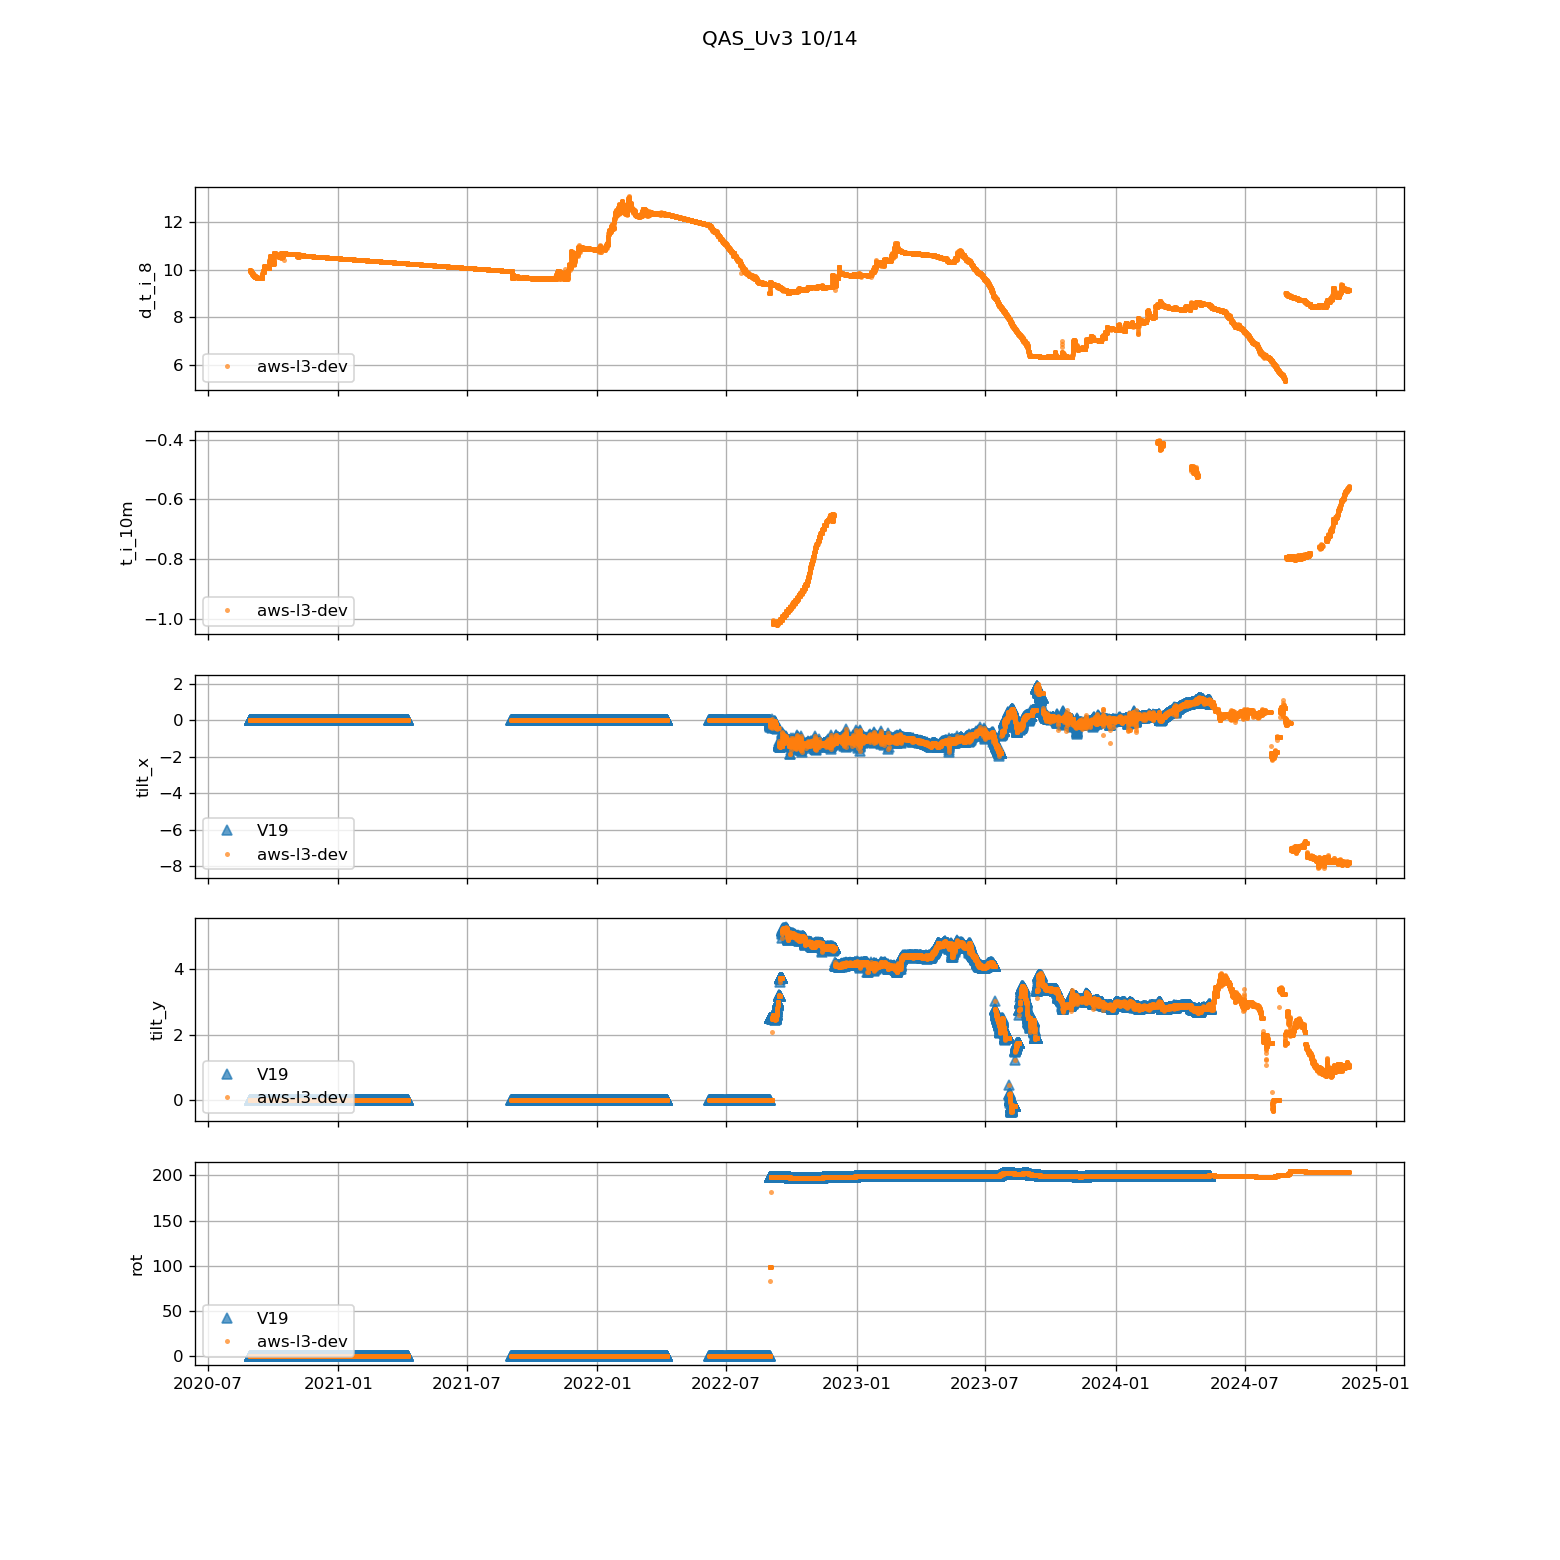 QAS_Uv3 10/14
d_t_i_8
12
10
8
6
aws-l3-dev
t_i_10m
−0.4
−0.6
−0.8
−1.0
aws-l3-dev
tilt_x
2
0
−2
−4
−6
−8
V19
aws-l3-dev
tilt_y
4
2
0
V19
aws-l3-dev
rot
200
150
100
50
0
V19
aws-l3-dev
2020-07 2021-01 2021-07 2022-01 2022-07 2023-01 2023-07 2024-01 2024-07 2025-01